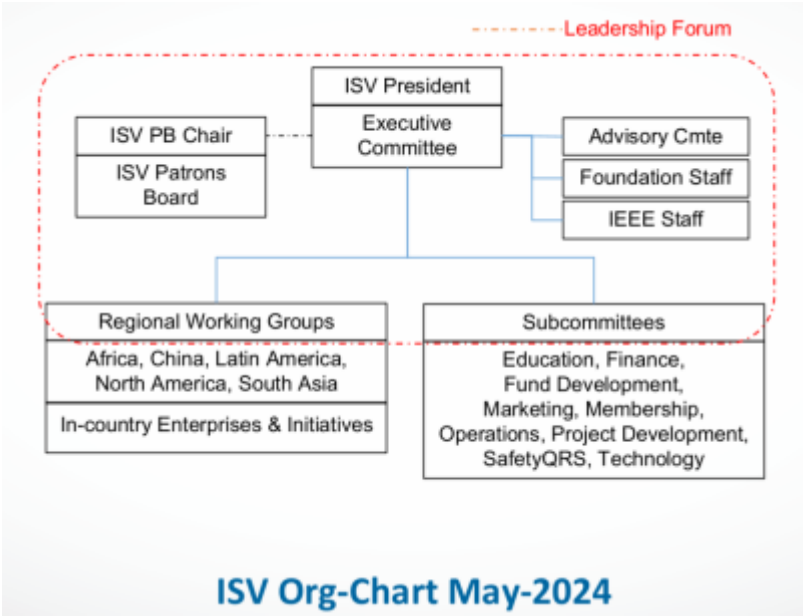 Leadership Forum
ISV President
Executive
Committee
ISV PB Chair
ISV Patrons
Board
Advisory Cmte
Foundation Staff
IEEE Staff
Regional Working Groups
Africa, China, Latin America,
North America, South Asia
In-country Enterprises & Initiatives
Subcommittees
Education, Finance,
Fund Development,
Marketing, Membership,
Operations, Project Development,
SafetyQRS, Technology
ISV Org-Chart May-2024